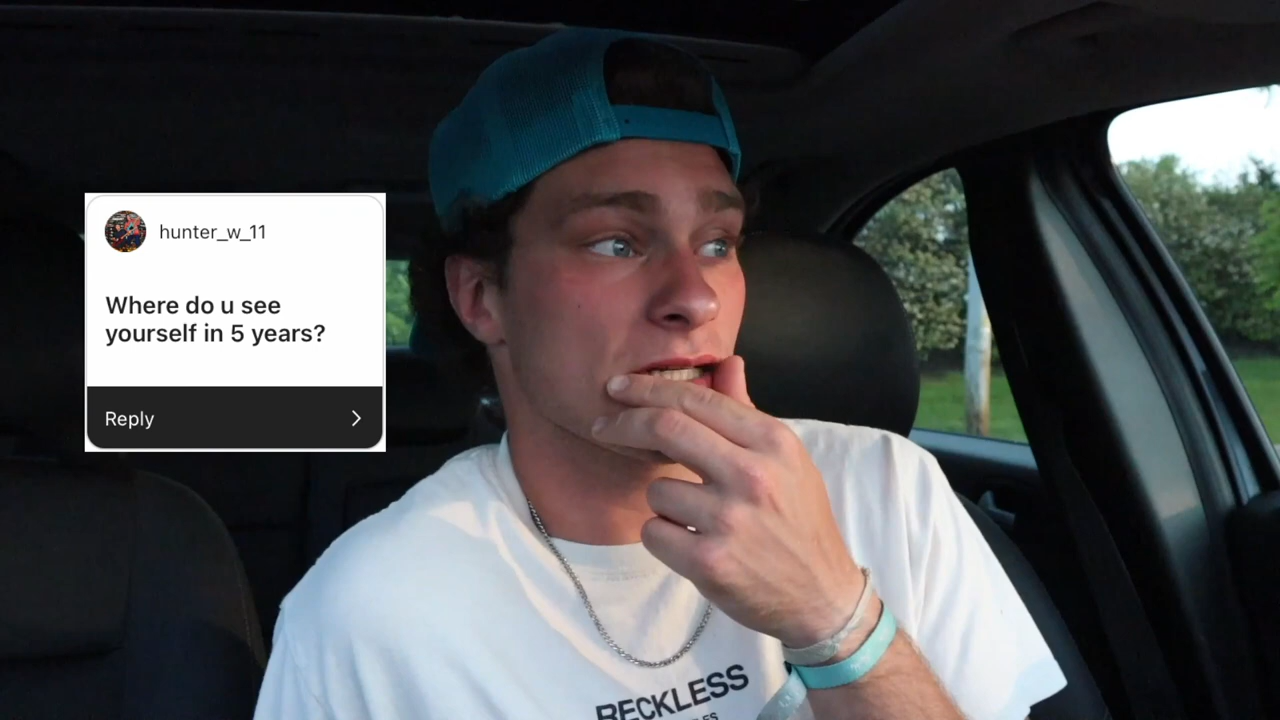 hunter_w_11
Where do u see
yourself in 5 years?
Reply
RECKLESS